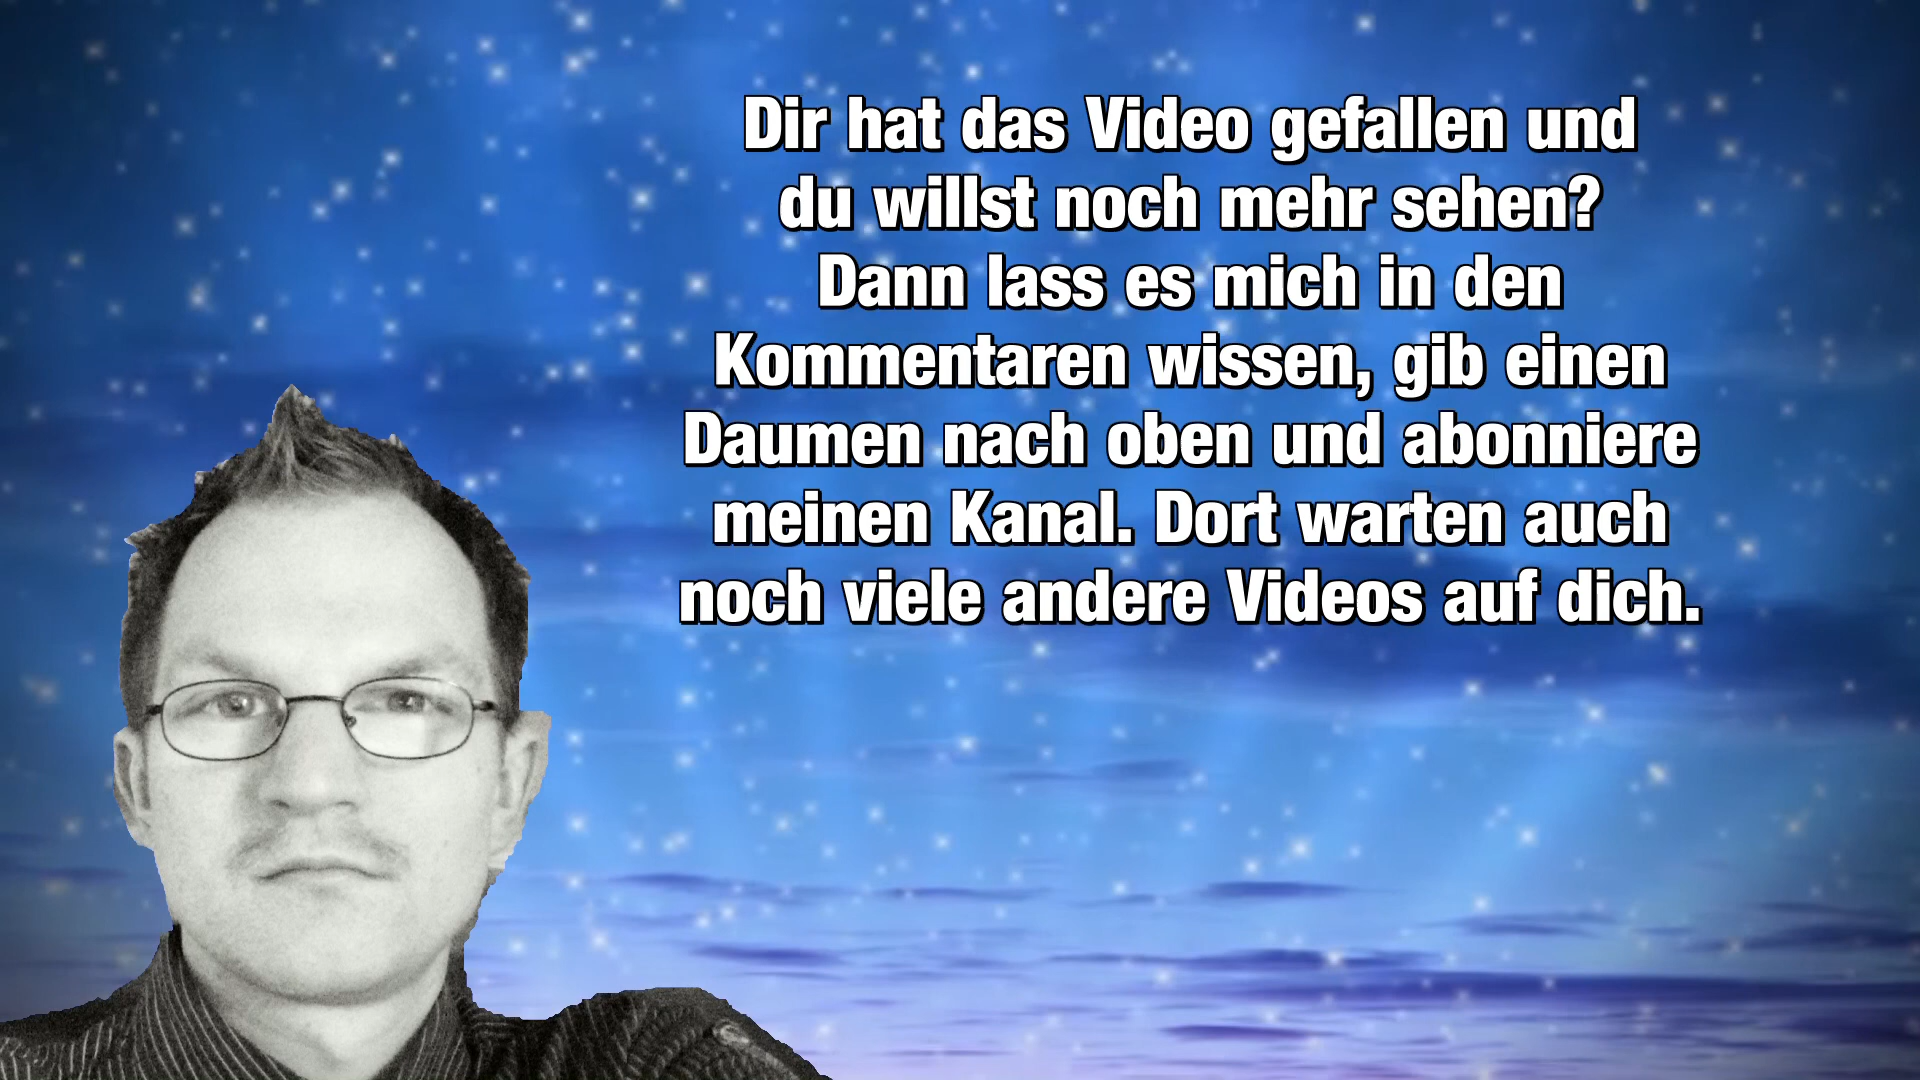 Dir hat das Video gefallen und
du willst noch mehr sehen?
Dann lass es mich in den
Kommentaren wissen, gib einen
Daumen nach oben und abonniere
meinen Kanal. Dort warten auch
noch viele andere Videos auf dich.